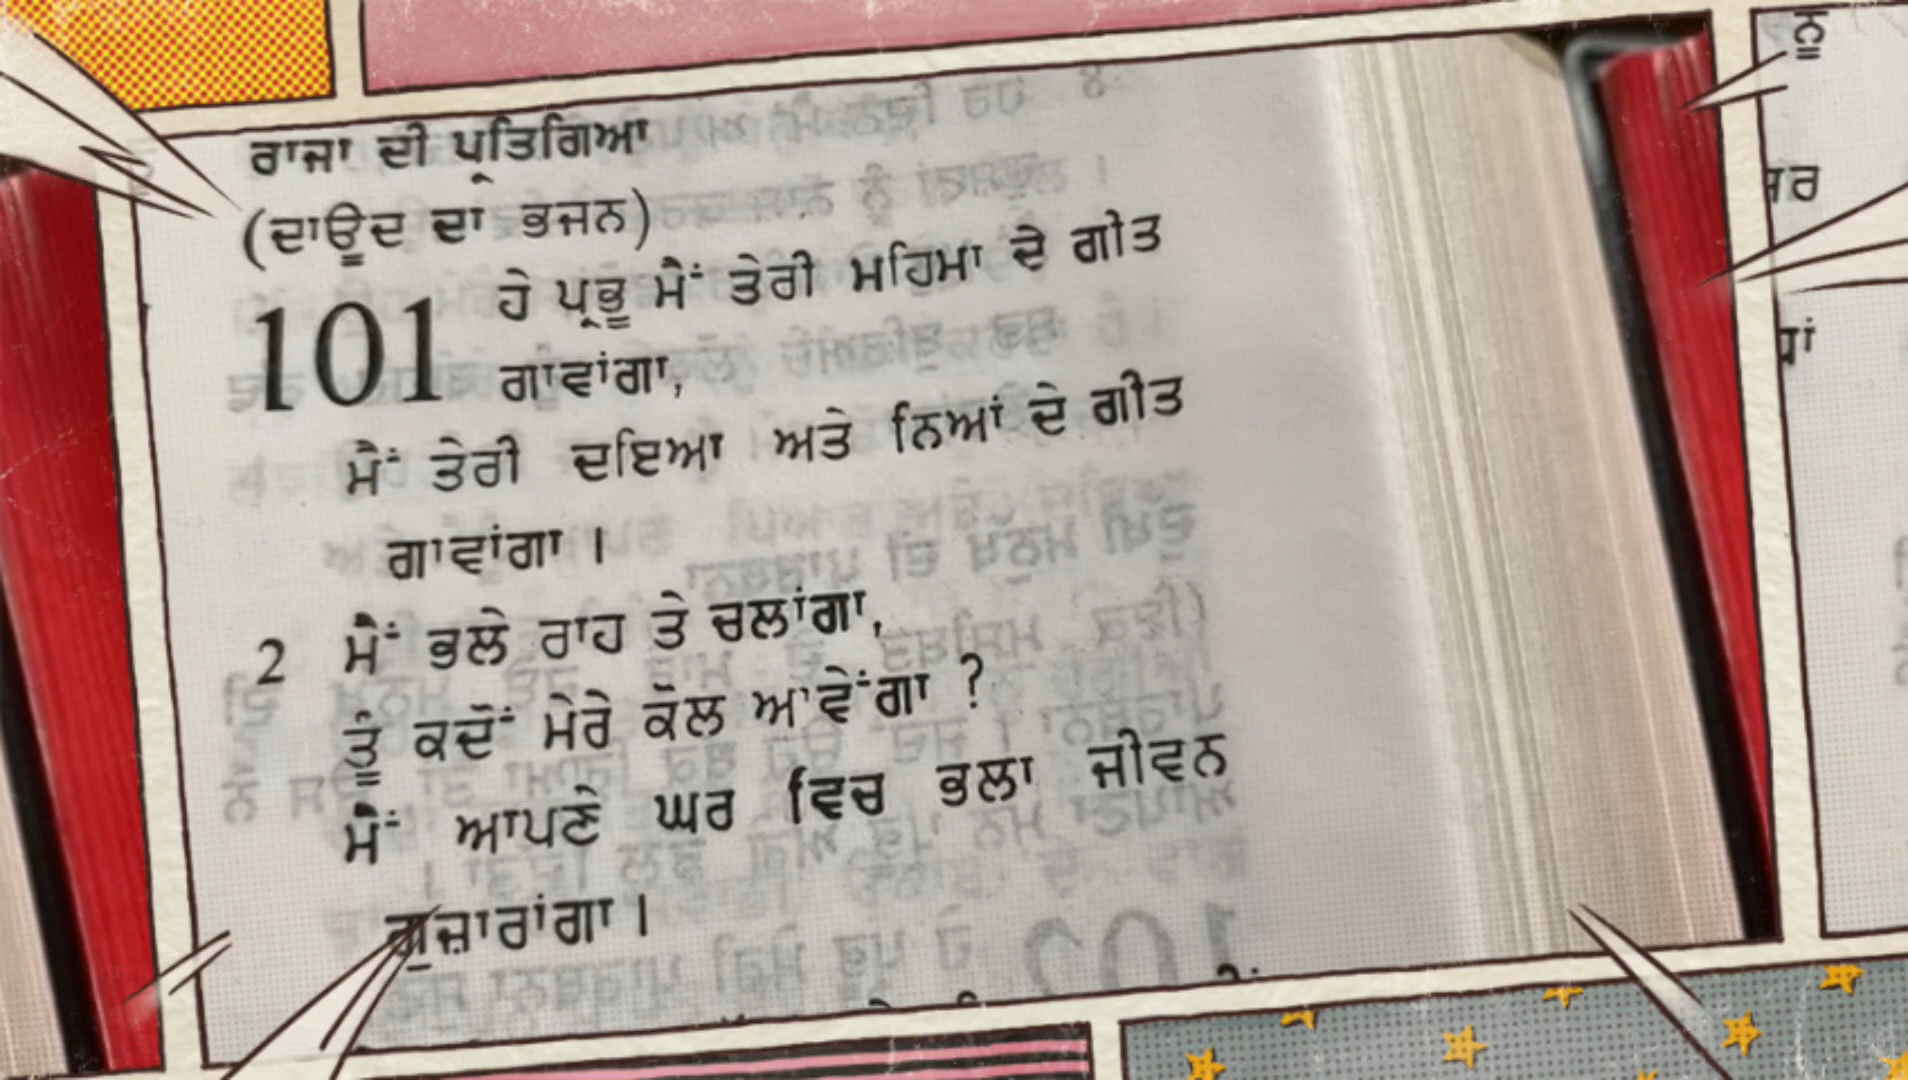 ਰਾਜਾ ਦੀ ਪ੍ਰਤਿਗਿਆ
(ਦਾਊਦ ਦਾ ਭਜਨ)
101 ਹੇ ਪ੍ਰਭੂ ਮੈਂ ਤੇਰੀ ਮਹਿਮਾ ਦੇ ਗੀਤ
ਗਾਵਾਂਗਾ,
ਮੈਂ ਤੇਰੀ ਦਇਆ ਅਤੇ ਨਿਆਂ ਦੇ ਗੀਤ
ਗਾਵਾਂਗਾ ।
2 ਮੈਂ ਭਲੇ ਰਾਹ ਤੇ ਚਲਾਂਗਾ,
ਤੂੰ ਕਦੋਂ ਮੇਰੇ ਕੋਲ ਆਵੇਂਗਾ ?
ਮੈਂ ਆਪਣੇ ਘਰ ਵਿਚ ਭਲਾ ਜੀਵਨ
ਗੁਜ਼ਾਰਾਂਗਾ ।